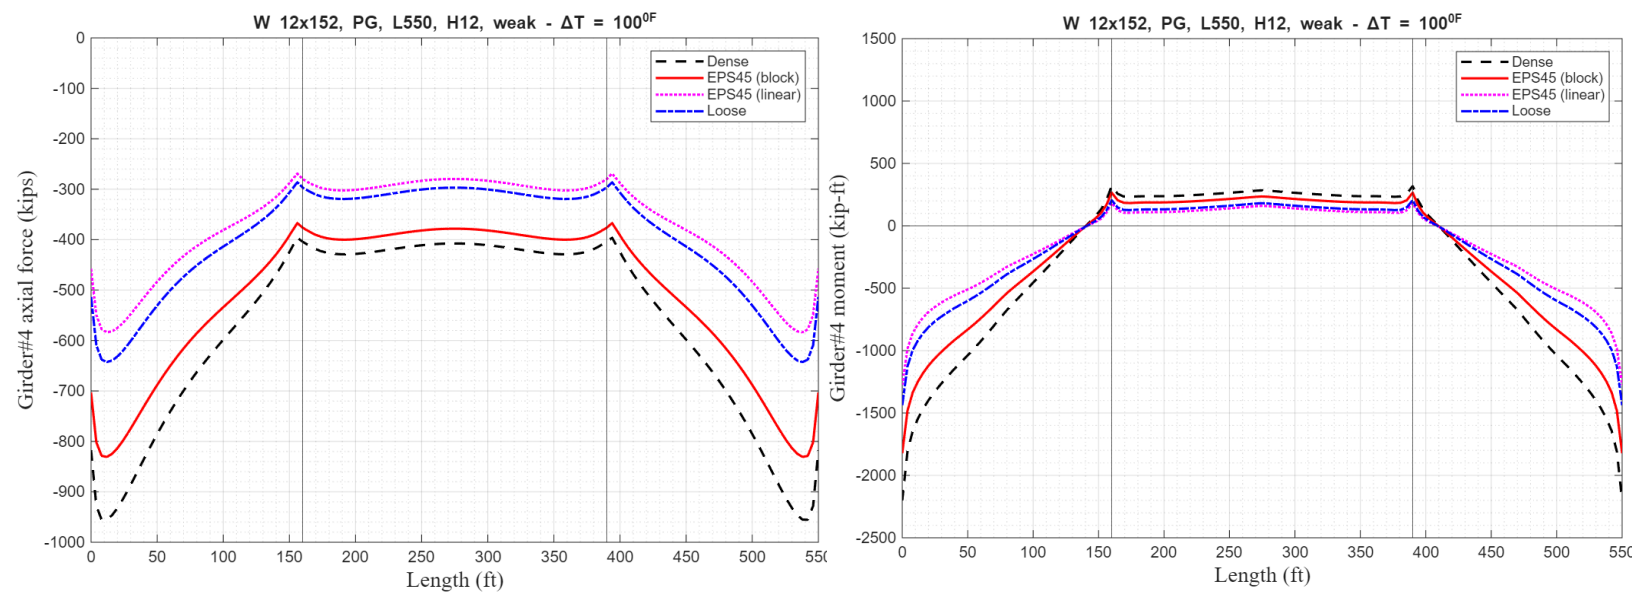 W 12x152, PG, L550, H12, weak - ΔT = 100⁰F
0
-100
-200
-300
-400
-500
-600
-700
-800
-900
-1000
Girder#4 axial force (kips)
Dense
EPS45 (block)
EPS45 (linear)
Loose
0 50 100 150 200 250 300 350 400 450 500 550
Length (ft)
W 12x152, PG, L550, H12, weak - ΔT = 100⁰F
1500
1000
500
0
-500
-1000
-1500
-2000
-2500
Girder#4 moment (kip-ft)
Dense
EPS45 (block)
EPS45 (linear)
Loose
0 50 100 150 200 250 300 350 400 450 500 550
Length (ft)